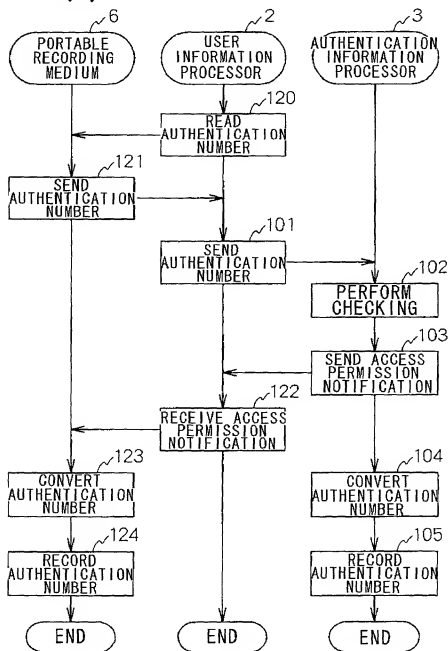 6
PORTABLE
RECORDING
MEDIUM
2
USER
INFORMATION
PROCESSOR
3
AUTHENTICATION
INFORMATION
PROCESSOR
120
READ
AUTHENTICATION
NUMBER
121
SEND
AUTHENTICATION
NUMBER
101
SEND
AUTHENTICATION
NUMBER
102
PERFORM
CHECKING
103
SEND ACCESS
PERMISSION
NOTIFICATION
122
RECEIVE ACCESS
PERMISSION
NOTIFICATION
123
CONVERT
AUTHENTICATION
NUMBER
104
CONVERT
AUTHENTICATION
NUMBER
124
RECORD
AUTHENTICATION
NUMBER
105
RECORD
AUTHENTICATION
NUMBER
END
END
END